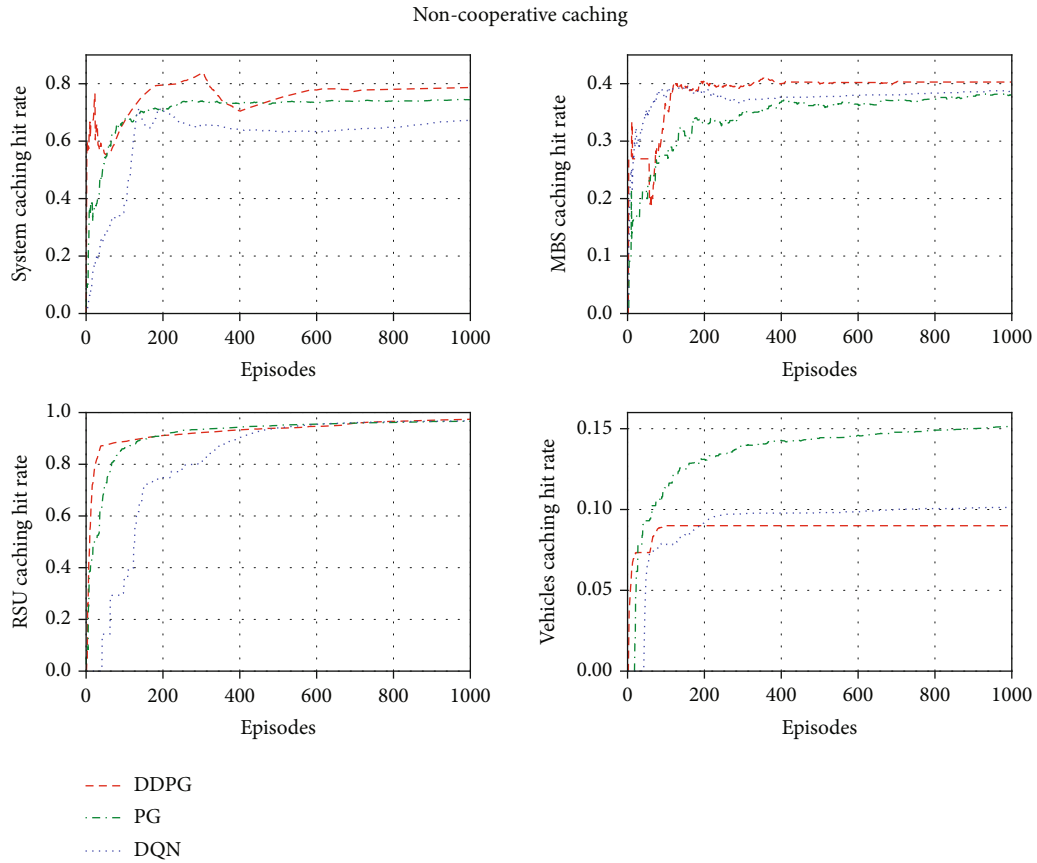 Non-cooperative caching
System caching hit rate
0.8
0.6
0.4
0.2
0.0
0 200 400 600 800 1000
Episodes
MBS caching hit rate
0.4
0.3
0.2
0.1
0.0
0 200 400 600 800 1000
Episodes
RSU caching hit rate
1.0
0.8
0.6
0.4
0.2
0.0
0 200 400 600 800 1000
Episodes
Vehicles caching hit rate
0.15
0.10
0.05
0.00
0 200 400 600 800 1000
Episodes
DDPG
PG
DQN